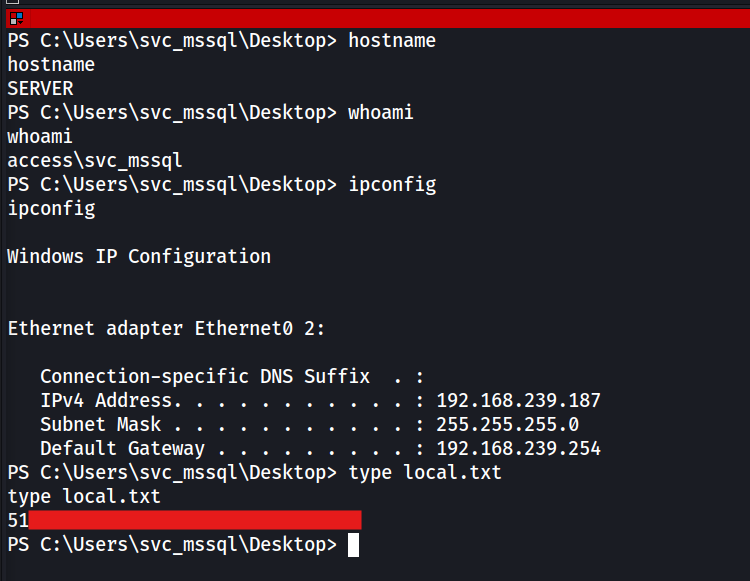 PS C:\Users\svc_mssql\Desktop> hostname
hostname
SERVER
PS C:\Users\svc_mssql\Desktop> whoami
whoami
access\svc_mssql
PS C:\Users\svc_mssql\Desktop> ipconfig
ipconfig

Windows IP Configuration


Ethernet adapter Ethernet0 2:

   Connection-specific DNS Suffix  . :
   IPv4 Address. . . . . . . . . . . : 192.168.239.187
   Subnet Mask . . . . . . . . . . . : 255.255.255.0
   Default Gateway . . . . . . . . . : 192.168.239.254
PS C:\Users\svc_mssql\Desktop> type local.txt
type local.txt
51
PS C:\Users\svc_mssql\Desktop>